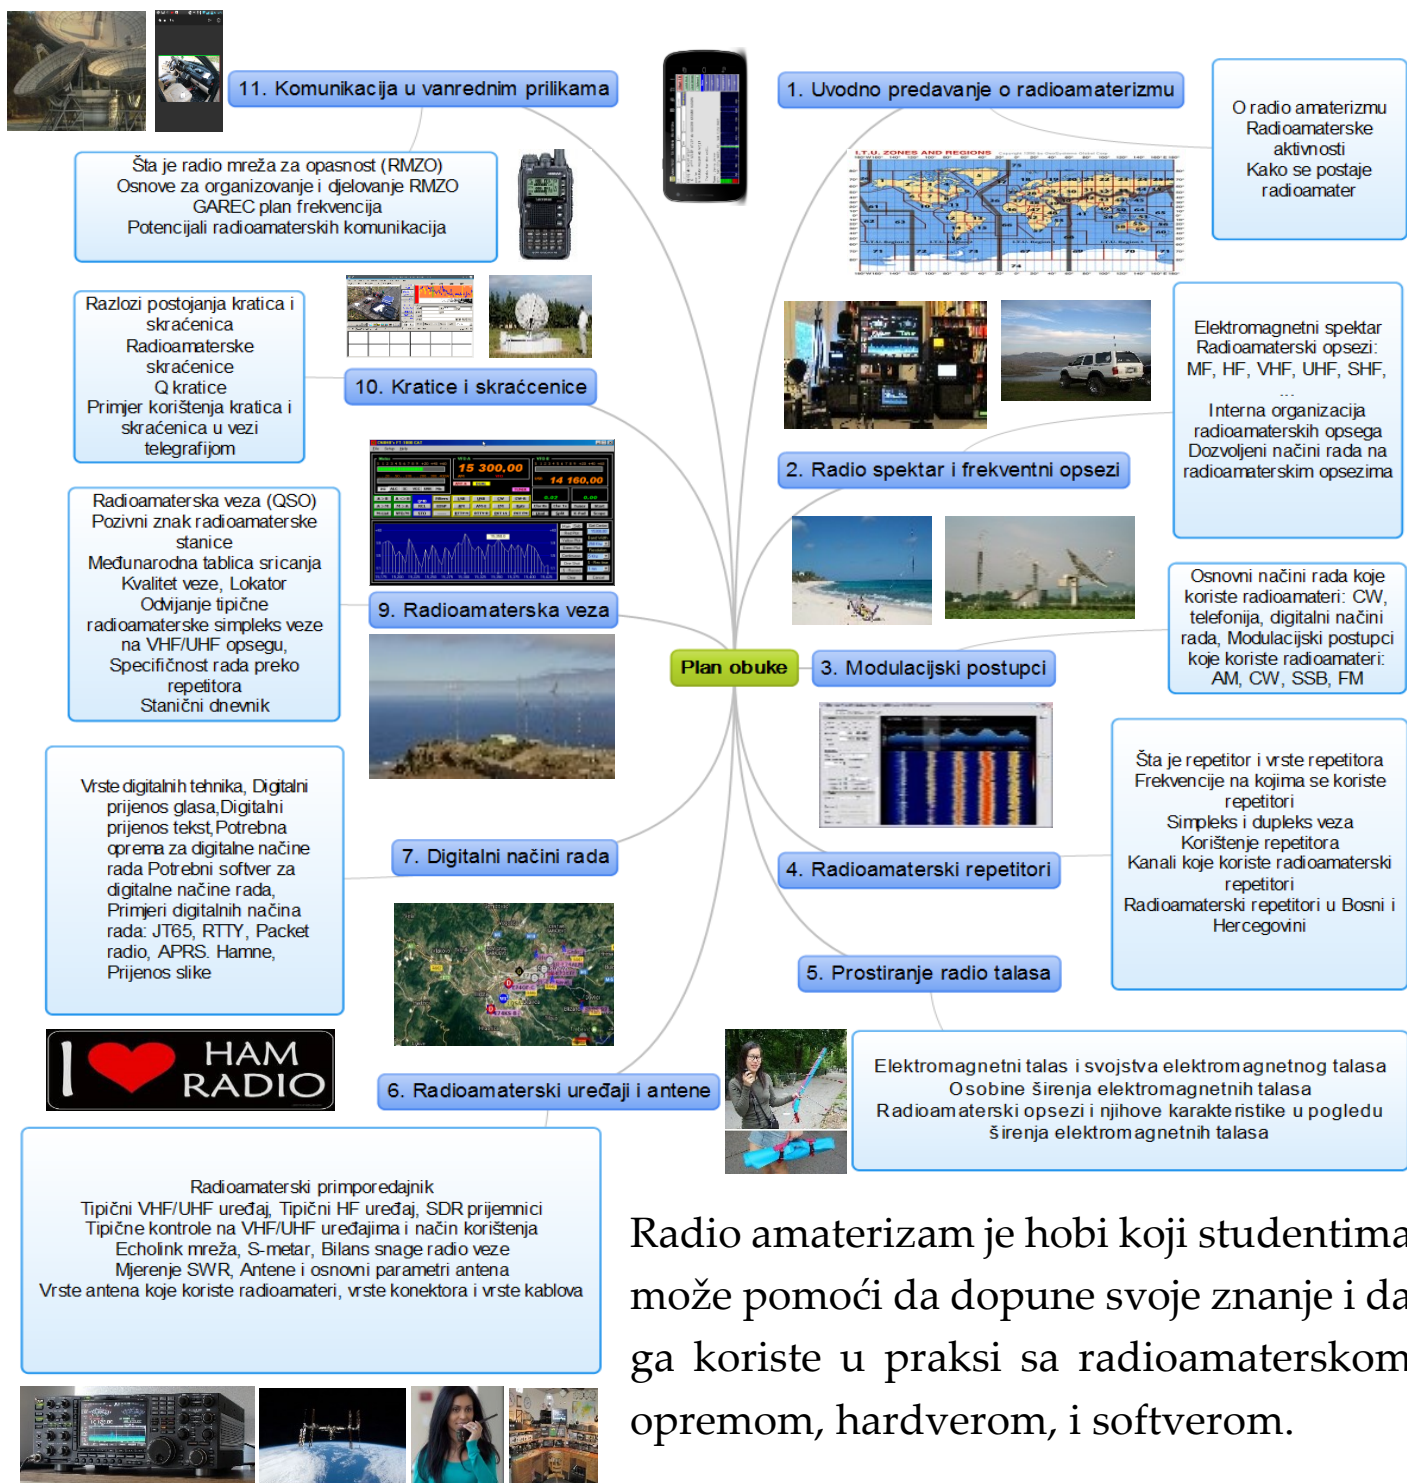 11. Komunikacija u vanrednim prilikama
Šta je radio mreža za opasnost (RMZO)
Osnove za organizovanje i djelovanje RMZO
GAREC plan frekvencija
Potencijali radioamaterskih komunikacija
1. Uvodno predavanje o radioamaterizmu
O radio amaterizmu
Radioamaterske
aktivnosti
Kako se postaje
radioamater
I.T.U. ZONES AND REGIONS
Razlozi postojanja kratica i
skraćenica
Radioamaterske
skraćenice
Q kratice
Primjer korištenja kratica i
skraćenica u vezi
telegrafijom
10. Kratice i skraćcenice
Elektromagnetni spektar
Radioamaterski opsezi:
MF, HF, VHF, UHF, SHF,
...
Interna organizacija
radioamaterskih opsega
Dozvoljeni načini rada na
radioamaterskim opsezima
2. Radio spektar i frekventni opsezi
15 300.00
14 160.00
Radioamaterska veza (QSO)
Pozivni znak radioamaterske
stanice
Međunarodna tablica sricanja
Kvalitet veze, Lokator
Odvijanje tipične
radioamaterske simpleks veze
na VHF/UHF opsegu,
Specifičnost rada preko
repetitora
Stanični dnevnik
9. Radioamaterska veza
Osnovni načini rada koje
koriste radioamateri: CW,
telefonija, digitalni načini
rada, Modulacijski postupci
koje koriste radioamateri:
AM, CW, SSB, FM
Plan obuke
3. Modulacijski postupci
Vrste digitalnih tehnika, Digitalni
prijenos glasa,Digitalni
prijenos tekst,Potrebna
oprema za digitalne načine
rada Potrebni softver za
digitalne načine rada,
Primjeri digitalnih načina
rada: JT65, RTTY, Packet
radio, APRS. Hamne,
Prijenos slike
7. Digitalni načini rada
Šta je repetitor i vrste repetitora
Frekvencije na kojima se koriste
repetitori
Simpleks i dupleks veza
Korištenje repetitora
Kanali koje koriste radioamaterski
repetitori
Radioamaterski repetitori u Bosni i
Hercegovini
4. Radioamaterski repetitori
5. Prostiranje radio talasa
Elektromagnetni talas i svojstva elektromagnetnog talasa
Osobine širenja elektromagnetnih talasa
Radioamaterski opsezi i njihove karakteristike u pogledu
širenja elektromagnetnih talasa
I HAM
RADIO
6. Radioamaterski uređaji i antene
Radioamaterski primporedajnik
Tipični VHF/UHF uređaj, Tipični HF uređaj, SDR prijemnici
Tipične kontrole na VHF/UHF uređajima i način korištenja
Echolink mreža, S-metar, Bilans snage radio veze
Mjerenje SWR, Antene i osnovni parametri antena
Vrste antena koje koriste radioamateri, vrste konektora i vrste kablova
Radio amaterizam je hobi koji studentima
može pomoći da dopune svoje znanje i da
ga koriste u praksi sa radioamaterskom
opremom, hardverom, i softverom.